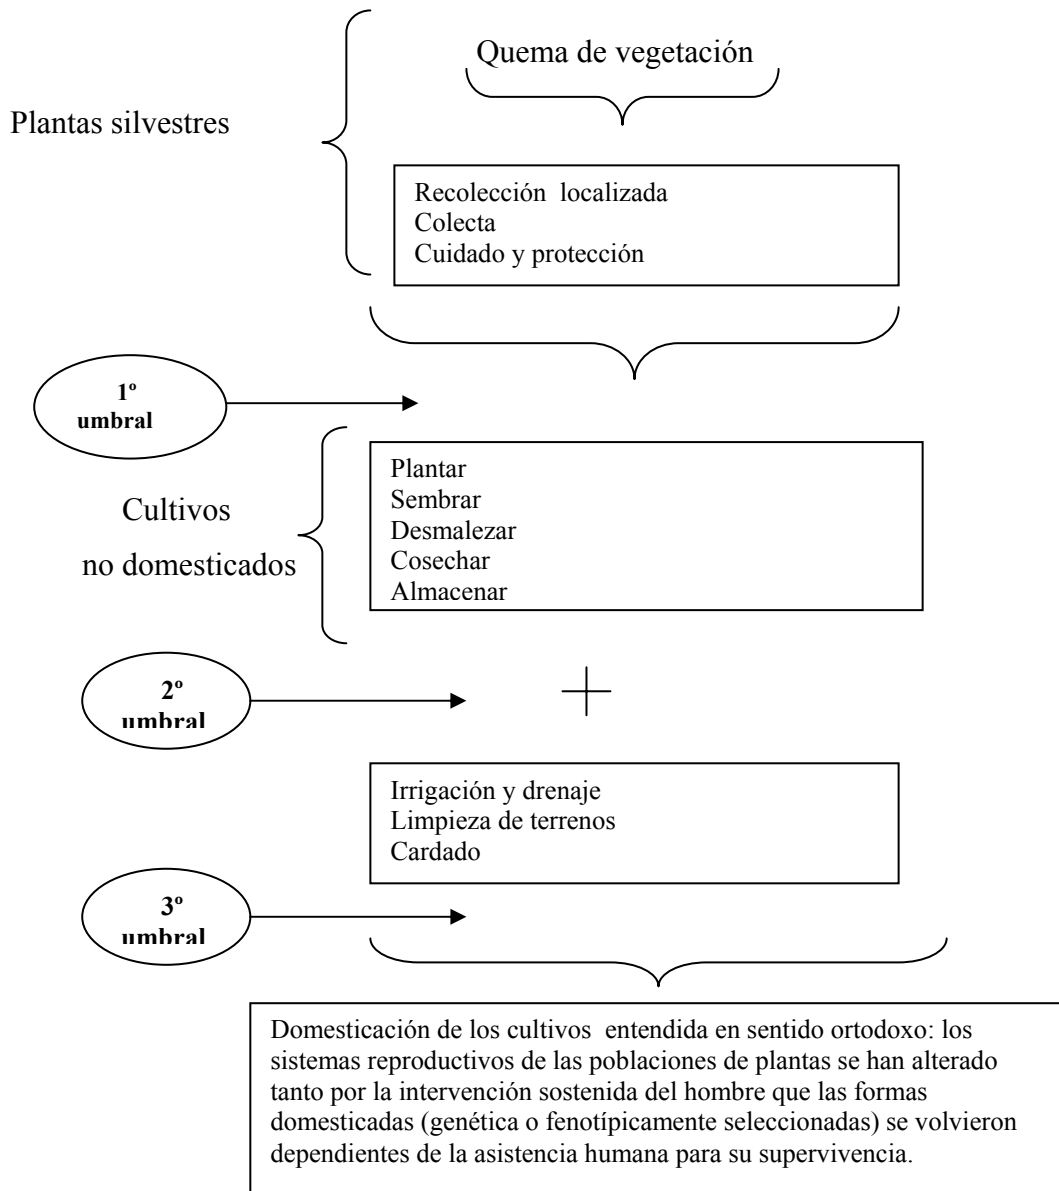 Quema de vegetación
Plantas silvestres
Recolección localizada
Colecta
Cuidado y protección
1º
umbral
Plantar
Sembrar
Desmalezar
Cosechar
Almacenar
Cultivos
no domesticados
2º
umbral
Irrigación y drenaje
Limpieza de terrenos
Cardado
3º
umbral
Domesticación de los cultivos entendida en sentido ortodoxo: los
sistemas reproductivos de las poblaciones de plantas se han alterado
tanto por la intervención sostenida del hombre que las formas
domesticadas (genética o fenotípicamente seleccionadas) se volvieron
dependientes de la asistencia humana para su supervivencia.